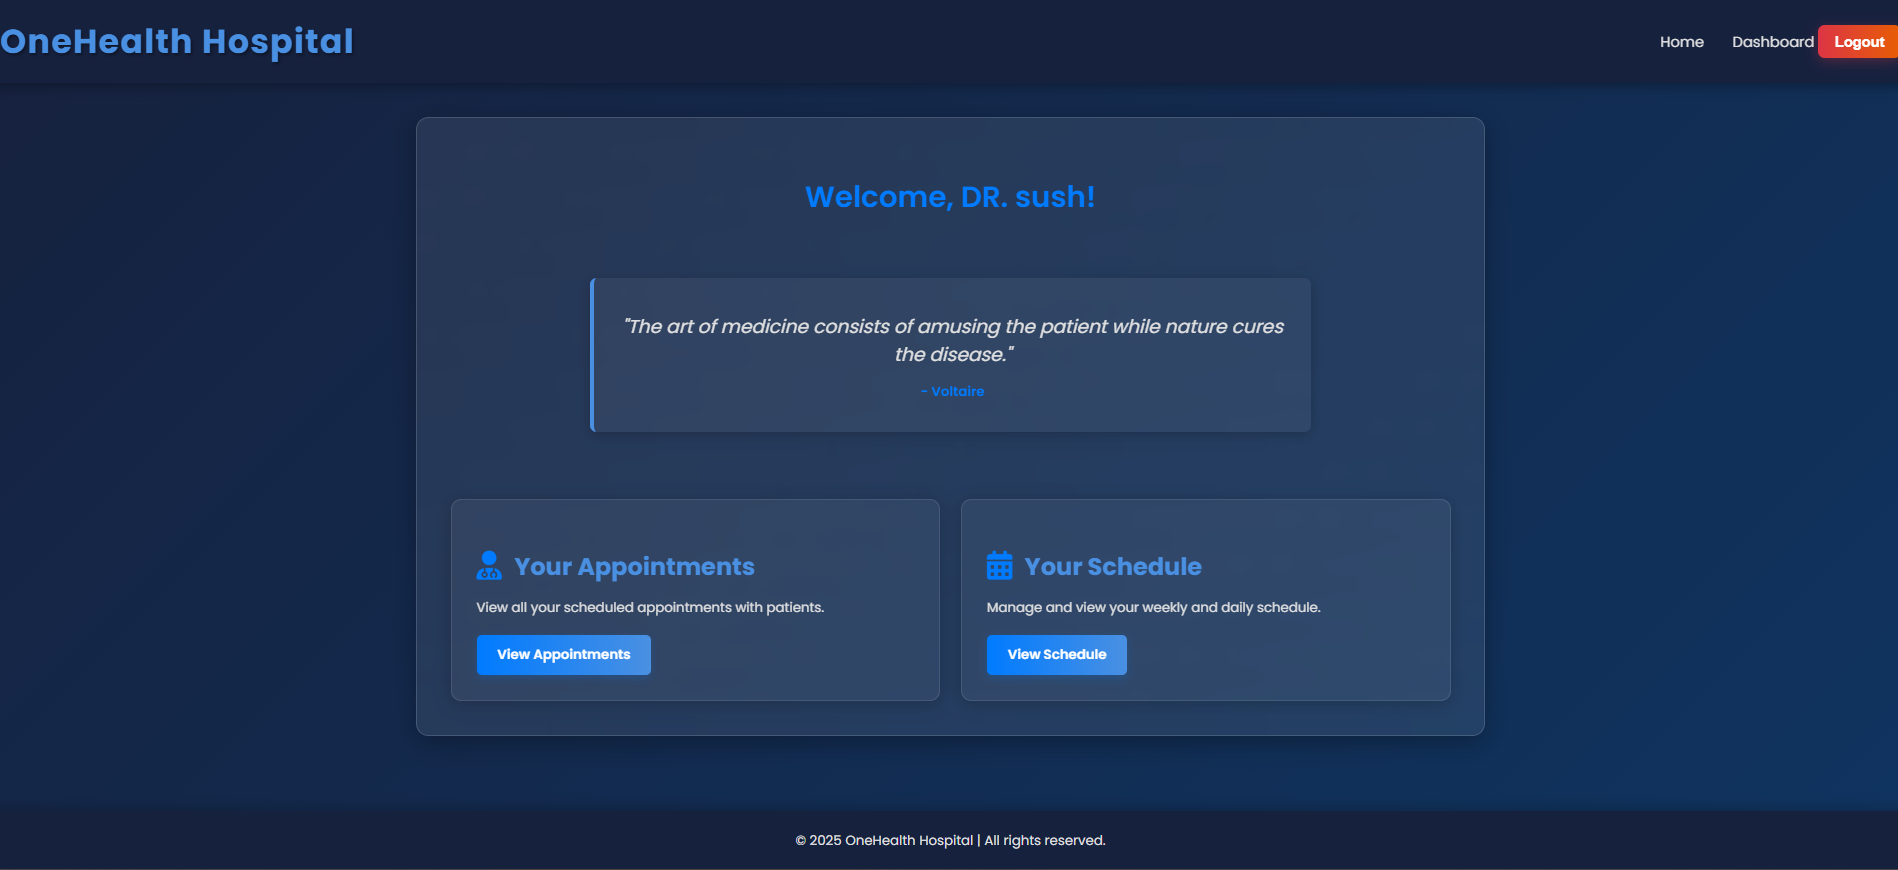 OneHealth Hospital
Home Dashboard Logout
Welcome, DR. sush!
"The art of medicine consists of amusing the patient while nature cures
the disease."
- Voltaire
Your Appointments
View all your scheduled appointments with patients.
View Appointments
Your Schedule
Manage and view your weekly and daily schedule.
View Schedule
© 2025 OneHealth Hospital | All rights reserved.